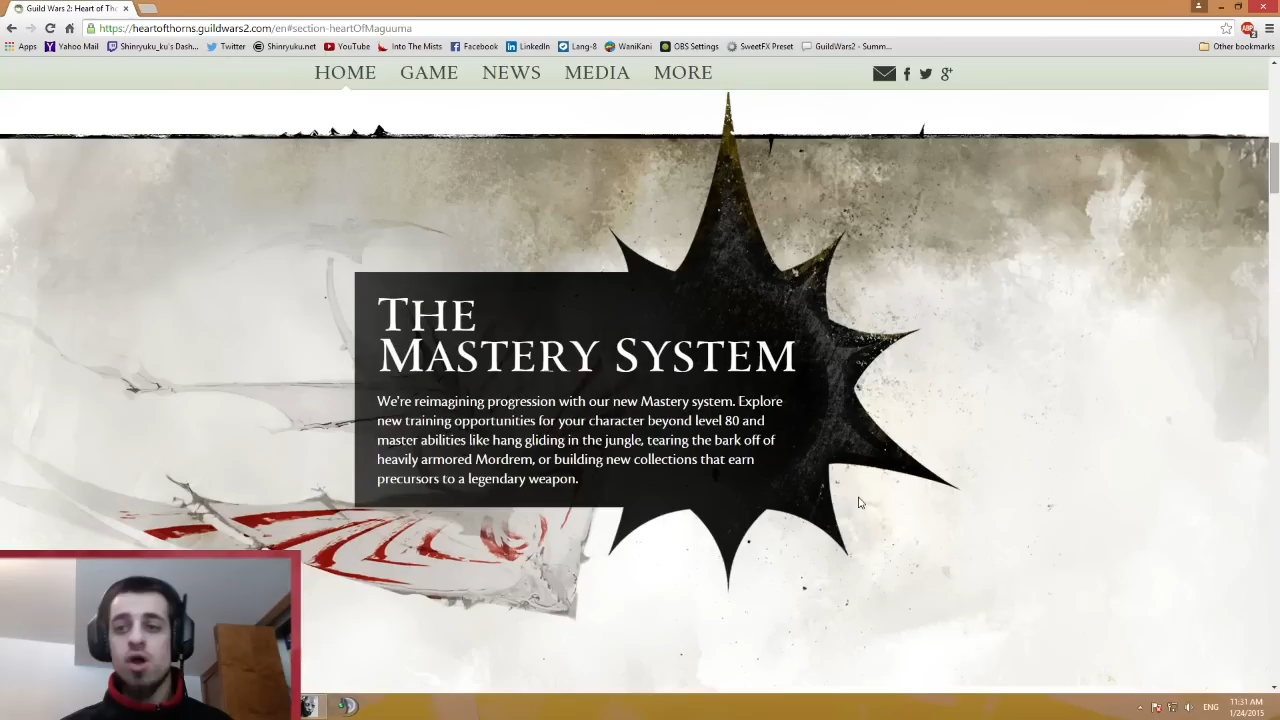 Guild Wars 2: Heart of Tho
https://heartofthorns.guildwars2.com/en#section-heartOfMaguuma
Apps Yahoo Mail Shinryuku_ku's Dash... Twitter Shinryuku.net YouTube Into The Mists Facebook LinkedIn Lang-8 WaniKani OBS Settings SweetFX Preset GuildWars2 - Summ... Other bookmarks
HOME GAME NEWS MEDIA MORE
THE
MASTERY SYSTEM
We're reimagining progression with our new Mastery system. Explore
new training opportunities for your character beyond level 80 and
master abilities like hang gliding in the jungle, tearing the bark off of
heavily armored Mordrem, or building new collections that earn
precursors to a legendary weapon.
ENG
11:31 AM
1/24/2015